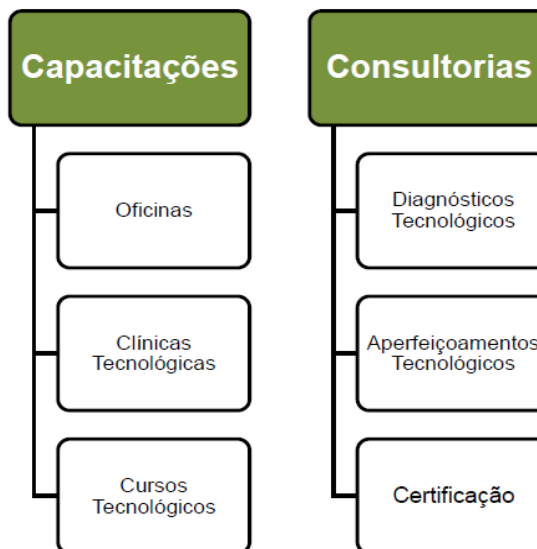 Capacitações
Oficinas
Clínicas
Tecnológicas
Cursos
Tecnológicos
Consultorias
Diagnósticos
Tecnológicos
Aperfeiçoamentos
Tecnológicos
Certificação